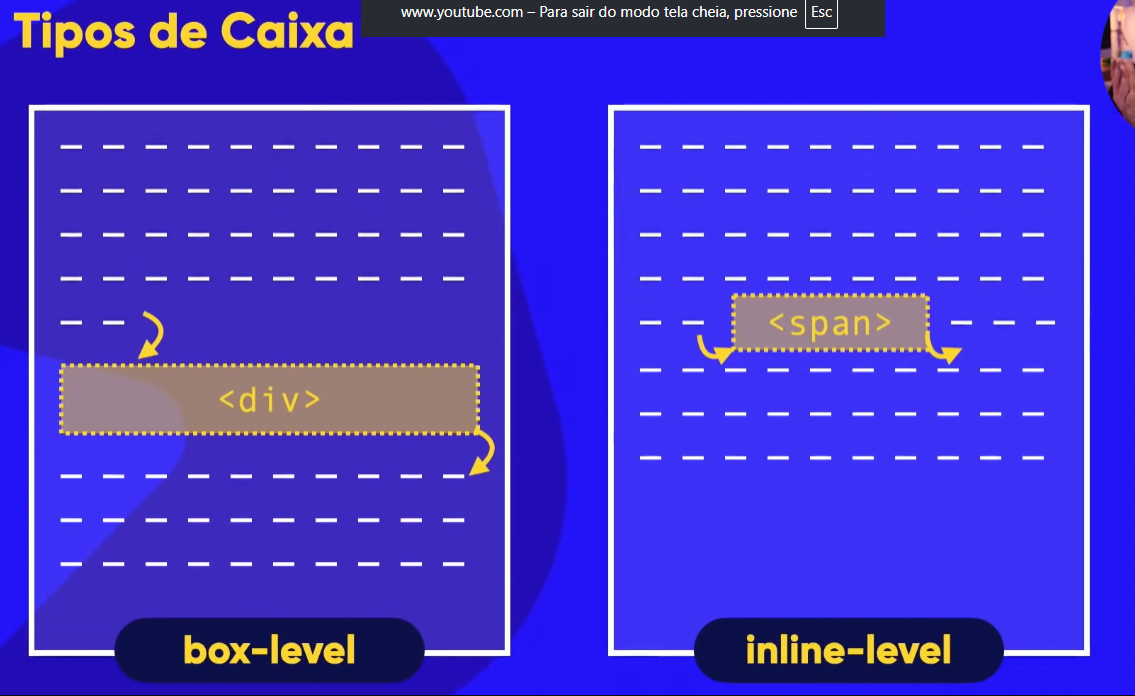 www.youtube.com – Para sair do modo tela cheia, pressione Esc
Tipos de Caixa
<div>
<span>
box-level
inline-level